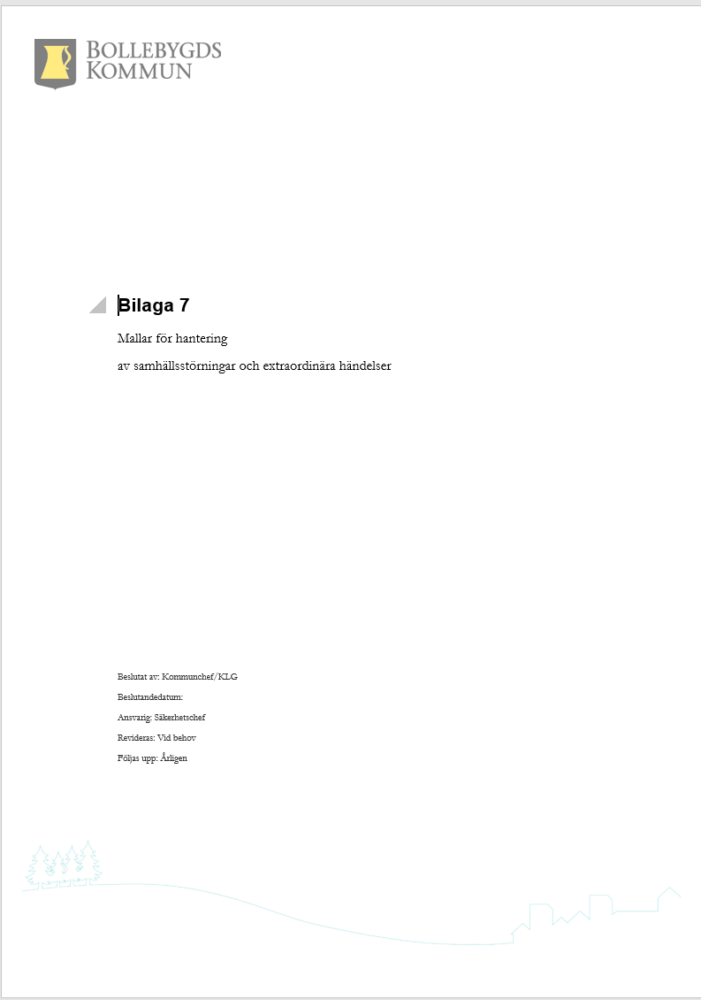 BOLLEBYGDS
KOMMUN
Bilaga 7
Mallar för hantering
av samhällsstörningar och extraordinära händelser
Beslutat av: Kommunchef/KLG
Beslutandedatum:
Ansvarig: Säkerhetschef
Revideras: Vid behov
Följas upp: Årligen